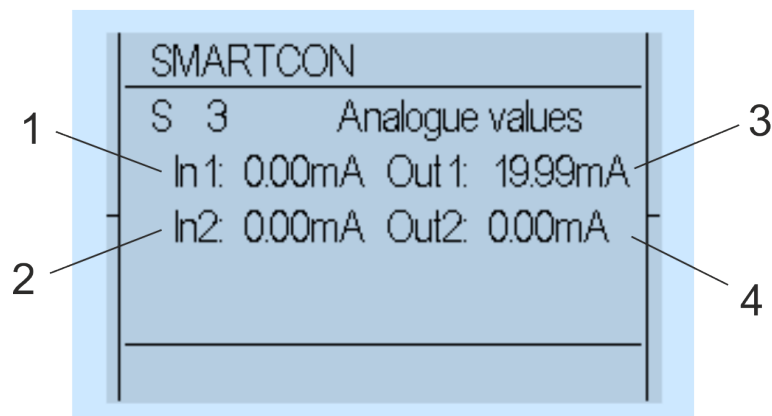 SMARTCON
S 3 Analogue values
1 In1: 0.00mA Out1: 19.99mA 3
2 In2: 0.00mA Out2: 0.00mA 4